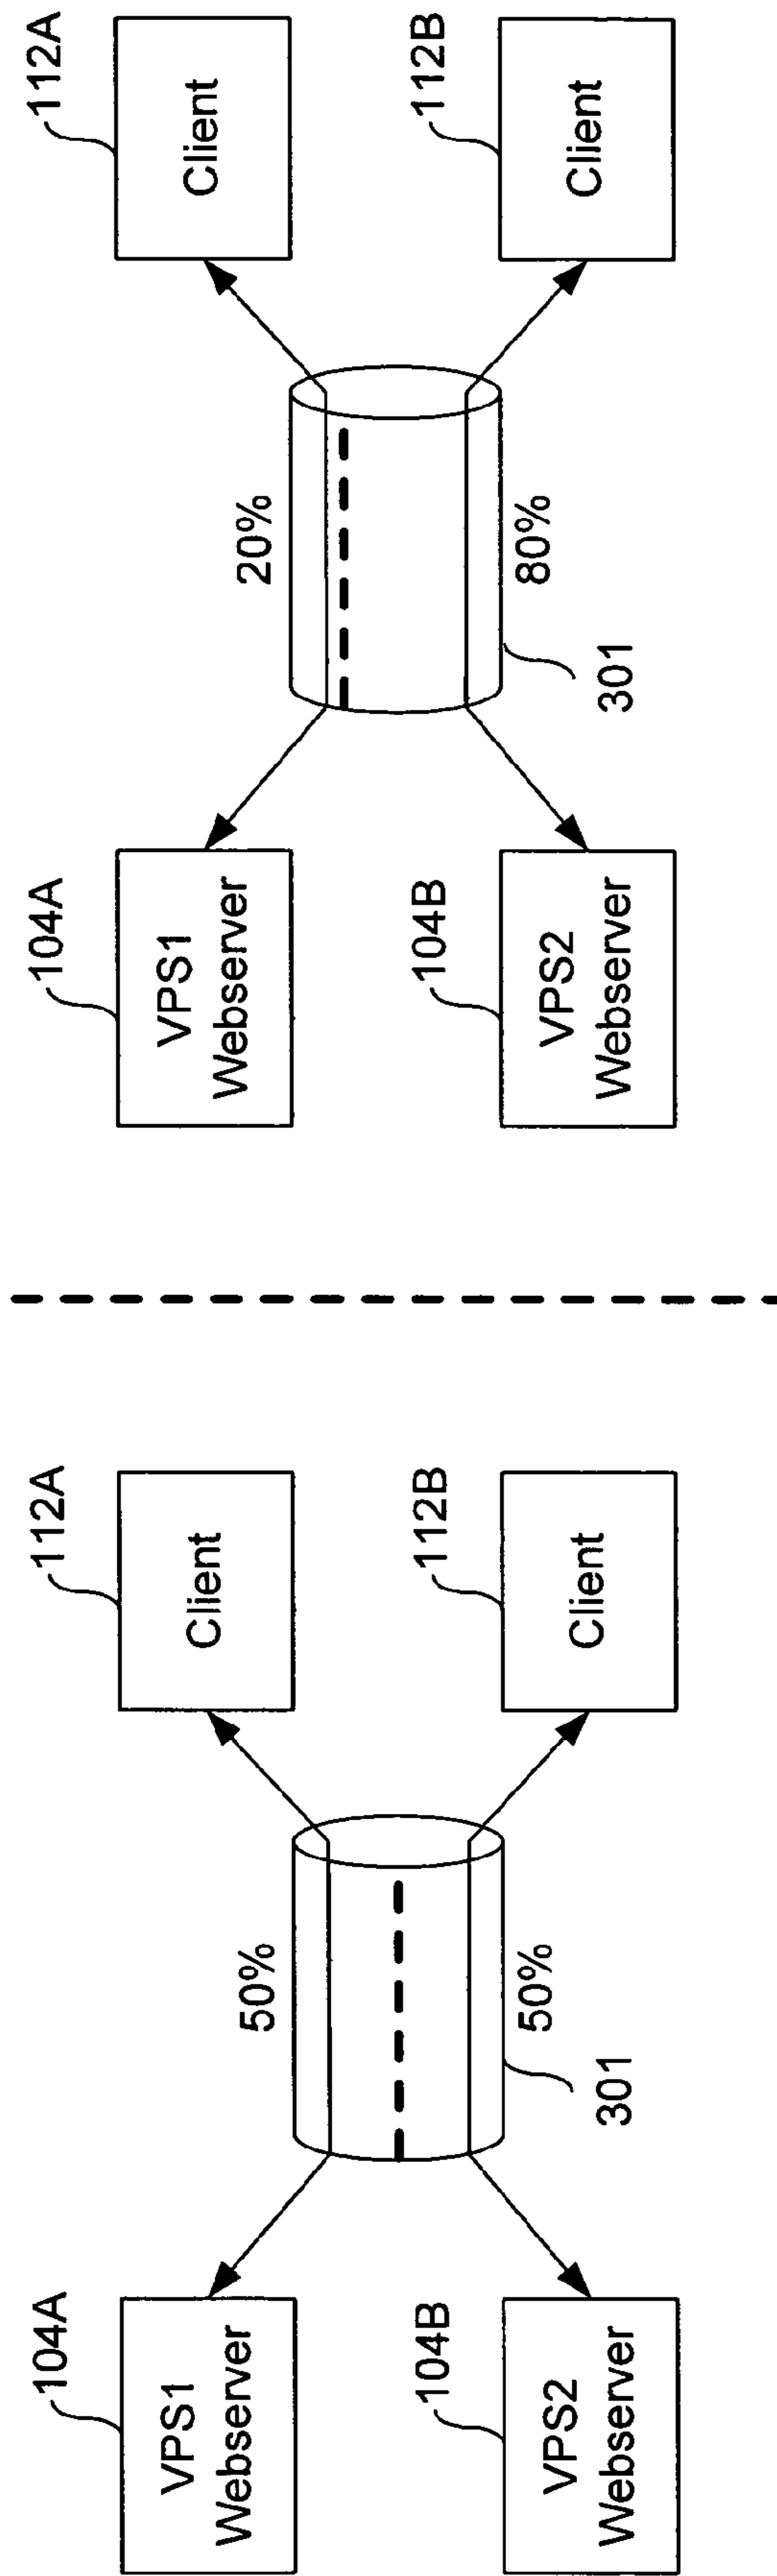 104A
VPS1
Webserver
104B
VPS2
Webserver
50%
50%
301
112A
Client
112B
Client
104A
VPS1
Webserver
104B
VPS2
Webserver
20%
80%
301
112A
Client
112B
Client